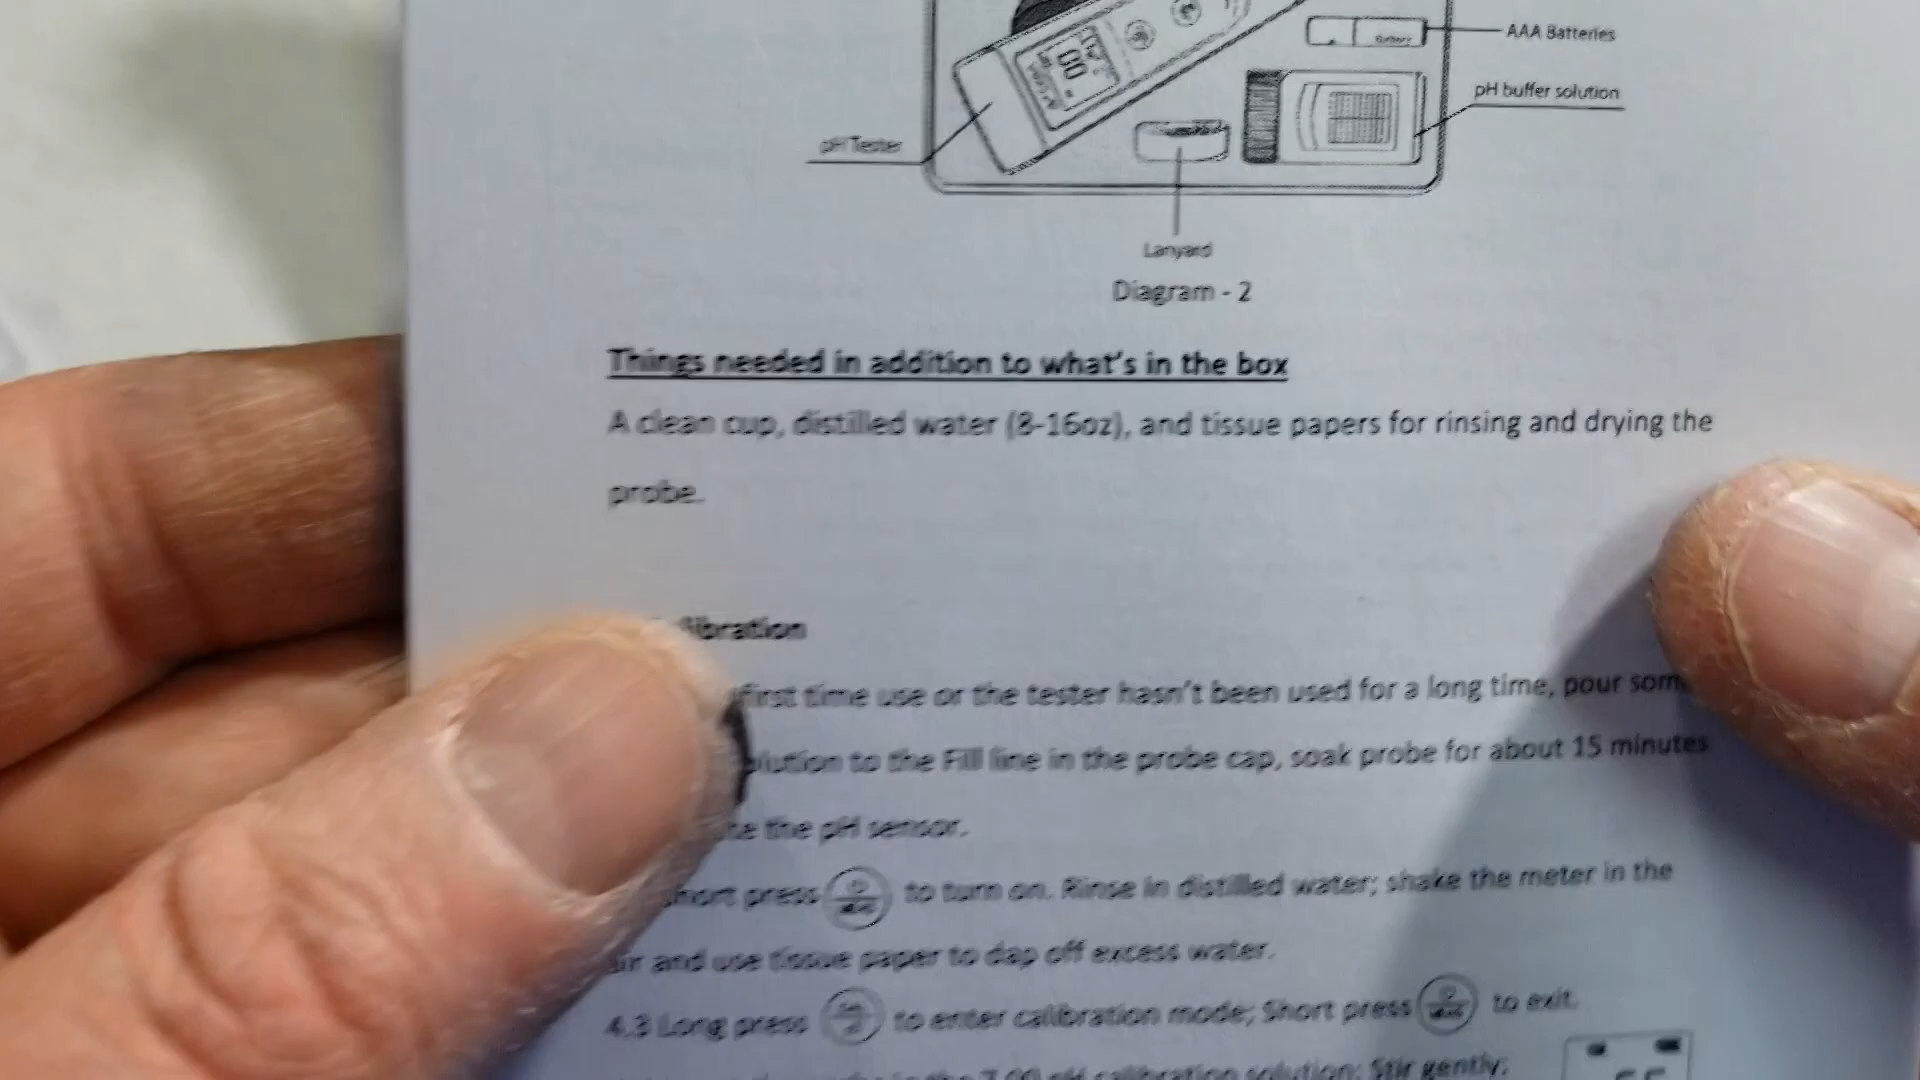 AAA Batteries
pH buffer solution
pH Tester
Lanyard
Diagram - 2
Things needed in addition to what's in the box
A clean cup, distilled water (8-16oz), and tissue papers for rinsing and drying the
probe.
first time use or the tester hasn't been used for a long time, pour
to the Fill line in the probe cap, soak probe for about 15 minutes
the pH sensor.
press to turn on. Rinse in distilled water; shake the meter in the
air and use tissue paper to dap off excess water.
4.3 Long press to enter calibration mode; Short press to exit.
calibration solution; Stir gently;